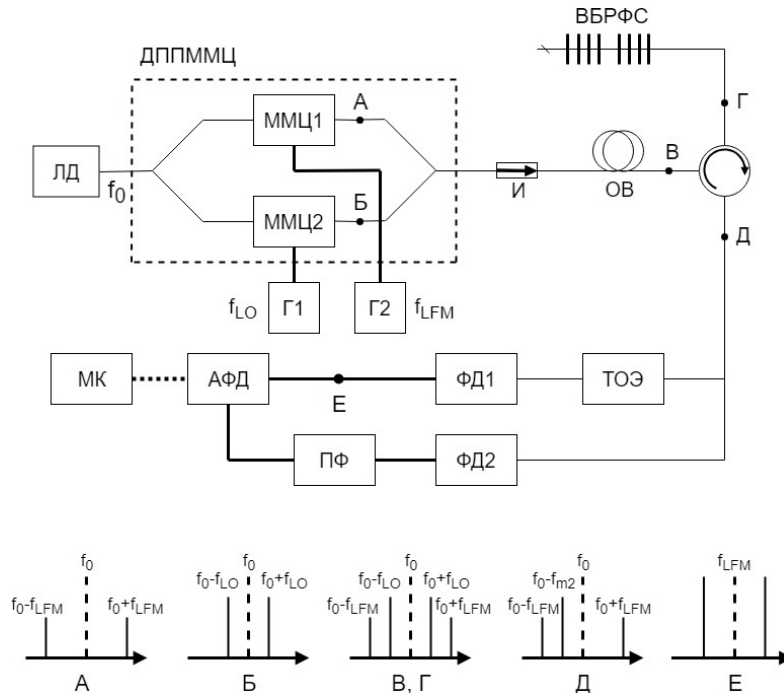 ВБРФС
ДППММЦ
А
Г
ММЦ1
ЛД
f0
В
И
ОВ
Б
ММЦ2
Д
fLO
Г1
Г2
fLFM
МК
АФД
Е
ФД1
ТОЭ
ПФ
ФД2
f0
f0-fLFM
f0+fLFM
А
f0
f0-fLO
f0+fLO
Б
f0
f0-fLO
f0+fLO
f0-fLFM
f0+fLFM
В, Г
f0
f0-fm2
f0-fLFM
f0+fLFM
Д
fLFM
Е